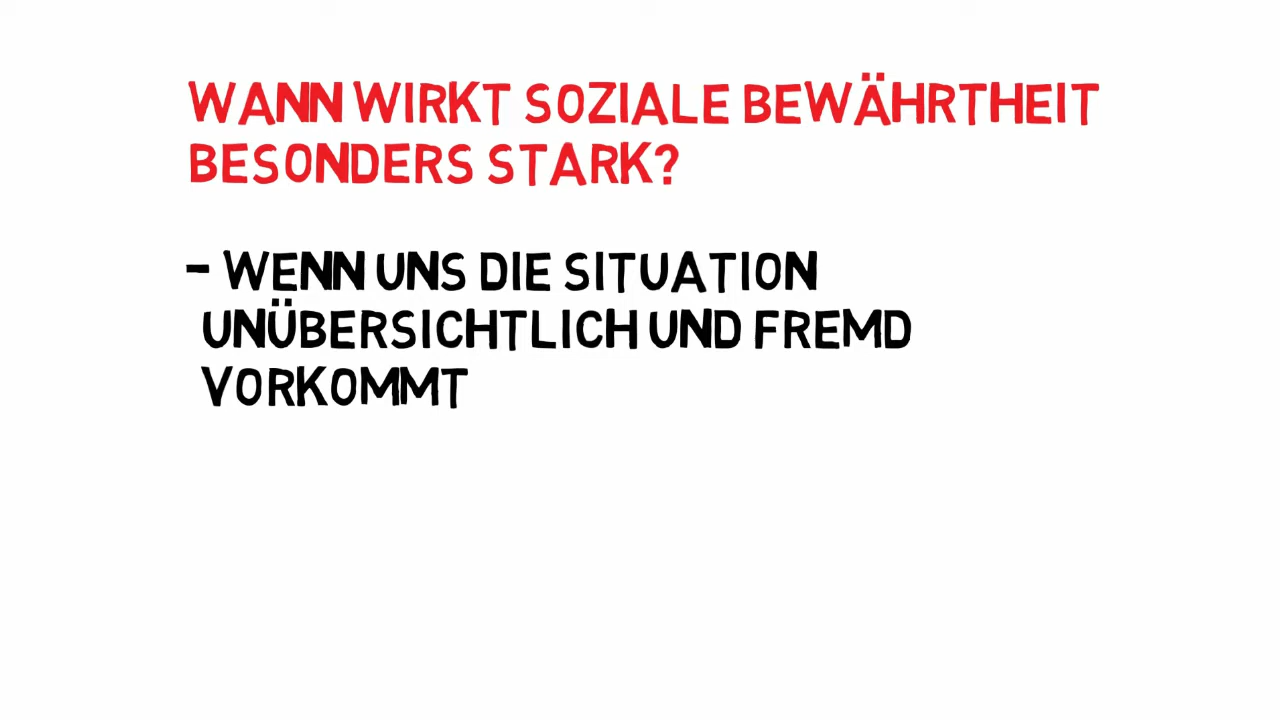 WANN WIRKT SOZIALE BEWÄHRTHEIT
BESONDERS STARK?
- WENN UNS DIE SITUATION
UNÜBERSICHTLICH UND FREMD
VORKOMMT